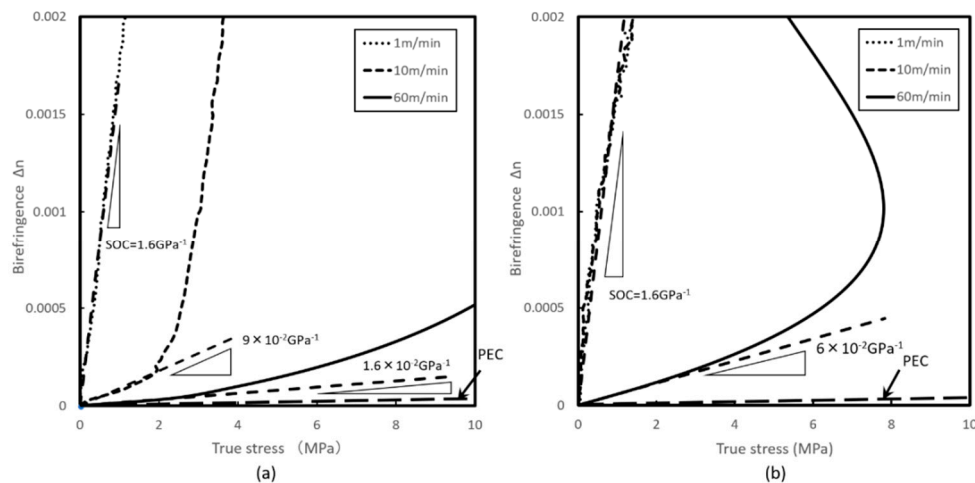 0.002
0.0015
0.001
0.0005
0
Birefringence Δn
1m/min
10m/min
60m/min
SOC=1.6GPa⁻¹
9×10⁻²GPa⁻¹
1.6×10⁻²GPa⁻¹
PEC
0 2 4 6 8 10
True stress （MPa）
(a)
0.002
0.0015
0.001
0.0005
0
Birefringence Δn
1m/min
10m/min
60m/min
SOC=1.6GPa⁻¹
6×10⁻²GPa⁻¹
PEC
0 2 4 6 8 10
True stress (MPa)
(b)